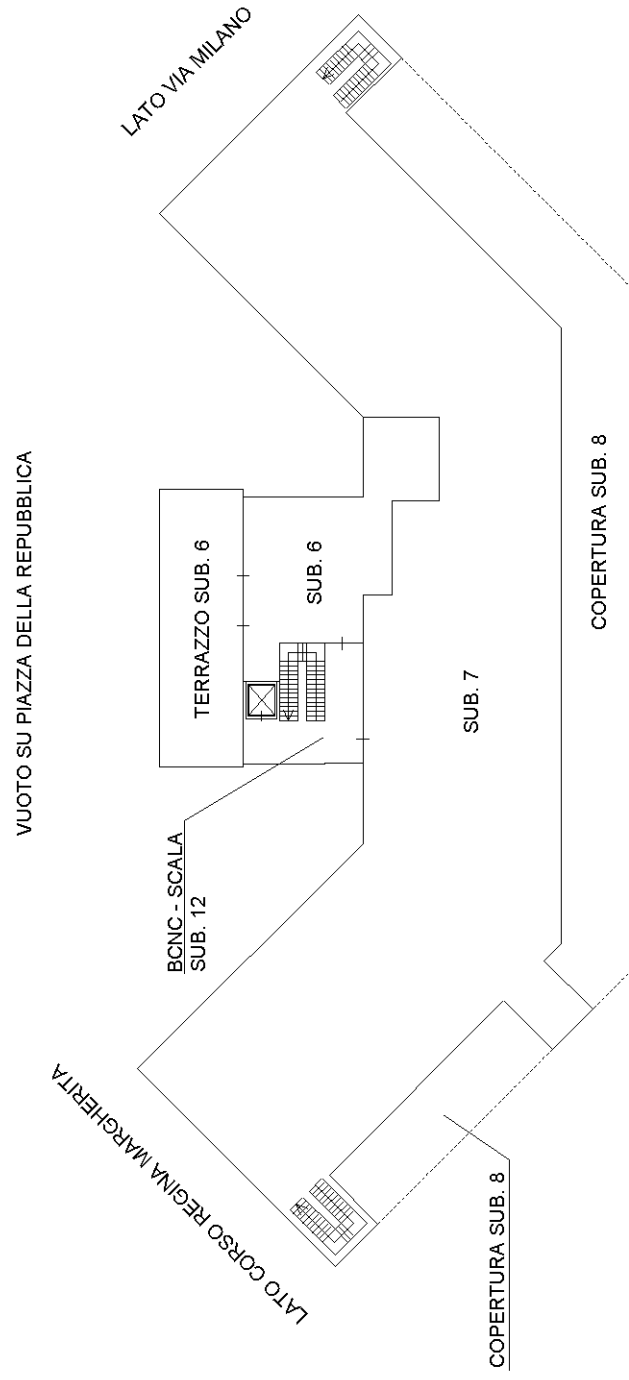 VUOTO SU PIAZZA DELLA REPUBBLICA
LATO CORSO REGINA MARGHERITA
LATO VIA MILANO
BCNC - SCALA
SUB. 12
TERRAZZO SUB. 6
SUB. 6
SUB. 7
COPERTURA SUB. 8
COPERTURA SUB. 8